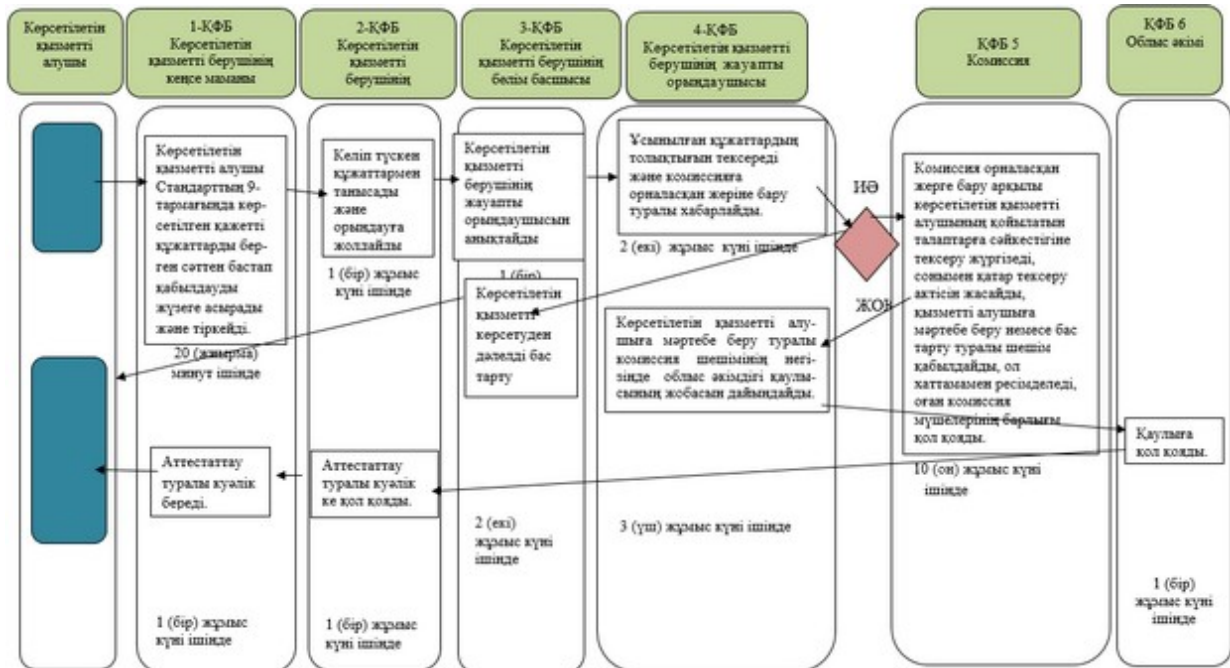 Көрсетілетін
қызметті
алушы
1-ҚФБ
Көрсетілетін
қызметті берушінің
кеңсе маманы
2-ҚФБ
Көрсетілетін
қызметті
берушінің
3-ҚФБ
Көрсетілетін
қызметті берушінің
бөлім басшысы
4-ҚФБ
Көрсетілетін қызметті
берушінің жауапты
орындаушысы
ҚФБ 5
Комиссия
ҚФБ 6
Облыс әкімі
Көрсетілетін
қызметті алушы
Стандарттың 9-
тармағында көр-
сетілген қажетті
құжаттарды бер-
ген сәттен бастап
қабылдауды
жүзеге асырады
және тіркейді.
20 (жиырма)
минут ішінде
Келіп түскен
құжаттармен
танысады
және
орындауға
жолдайды
1 (бір) жұмыс
күні ішінде
Көрсетілетін
қызметті
берушінің
жауапты
орындаушысын
анықтайды
1 (бір)
Көрсетілетін
қызметті
көрсетуден
дәлелді бас
тарту
Ұсынылған құжаттардың
толықтығын тексереді
және комиссияға
орналасқан жеріне бару
туралы хабарлайды.
2 (екі) жұмыс күні ішінде
ИӘ
ЖОҚ
Көрсетілетін қызметті алу-
шыға мәртебе беру туралы
комиссия шешімінің негі-
зінде облыс әкімдігі қаулы-
сының жобасын дайындайды.
Комиссия орналасқан
жерге бару арқылы
көрсетілетін қызметті
алушының қойылатын
талаптарға сәйкестігіне
тексеру жүргізеді,
сонымен қатар тексеру
актісін жасайды,
қызметті алушыға
мәртебе беру немесе бас
тарту туралы шешім
қабылдайды, ол
хаттамамен ресімделеді,
оған комиссия
мүшелерінің барлығы
қол қояды.
10 (он) жұмыс күні
ішінде
Қаулыға
қол қояды.
Аттестаттау
туралы куәлік
береді.
Аттестаттау
туралы куәлік
ке қол қояды.
2 (екі)
жұмыс күні
ішінде
3 (үш) жұмыс күні ішінде
1 (бір) жұмыс
күні ішінде
1 (бір) жұмыс
күні ішінде
1 (бір)
жұмыс күні
ішінде